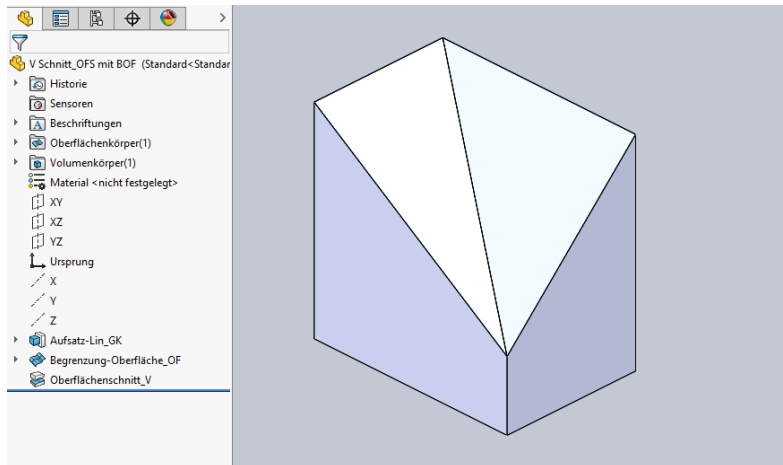 V Schnitt_OFS mit BOF (Standard<Standar
Historie
Sensoren
Beschriftungen
Oberflächenkörper(1)
Volumenkörper(1)
Material <nicht festgelegt>
XY
XZ
YZ
Ursprung
X
Y
Z
Aufsatz-Lin_GK
Begrenzung-Oberfläche_OF
Oberflächenschnitt_V